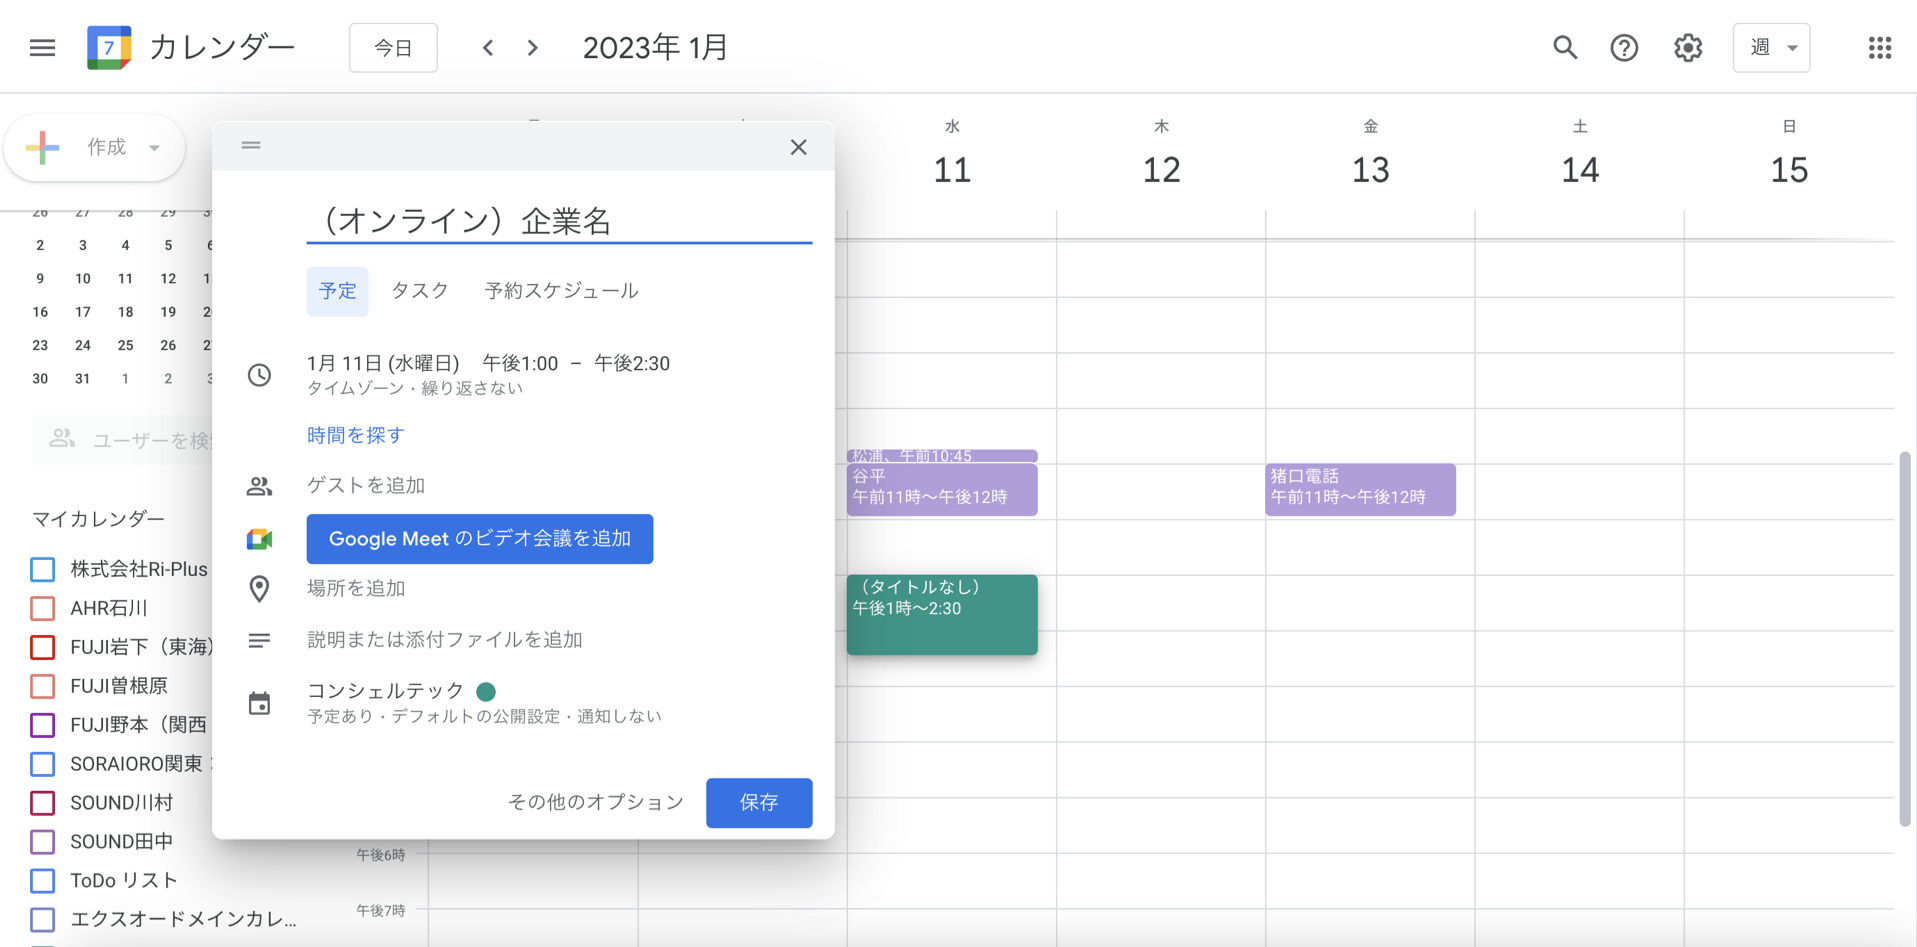 7 カレンダー 今日 2023年 1月 週
作成
水 木 金 土 日
11 12 13 14 15
26 27 28 29
2 3 4 5
9 10 11 12
16 17 18 19
23 24 25 26
30 31 1 2
ユーザーを検
マイカレンダー
株式会社Ri-Plus
AHR石川
FUJI岩下（東海）
FUJI曽根原
FUJI野本（関西
SORAIORO関東
SOUND川村
SOUND田中
ToDo リスト
エクスオードメインカレ...
（オンライン）企業名
予定 タスク 予約スケジュール
1月 11日 (水曜日) 午後1:00 – 午後2:30
タイムゾーン・繰り返さない
時間を探す
ゲストを追加
Google Meet のビデオ会議を追加
場所を追加
説明または添付ファイルを追加
コンシェルテック
予定あり・デフォルトの公開設定・通知しない
その他のオプション 保存
松浦、午前10:45
谷平
午前11時～午後12時
猪口電話
午前11時～午後12時
（タイトルなし）
午後1時～2:30
午後6時
午後7時